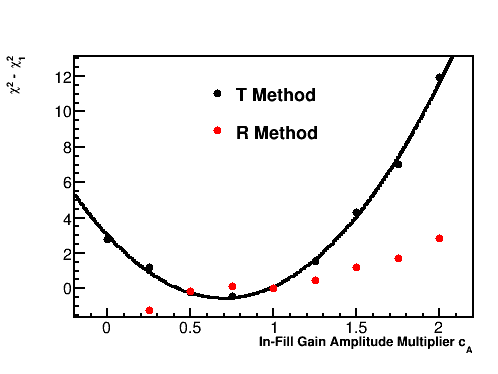 χ² - χ²₁
12
10
8
6
4
2
0
T Method
R Method
0 0.5 1 1.5 2
In-Fill Gain Amplitude Multiplier c_A